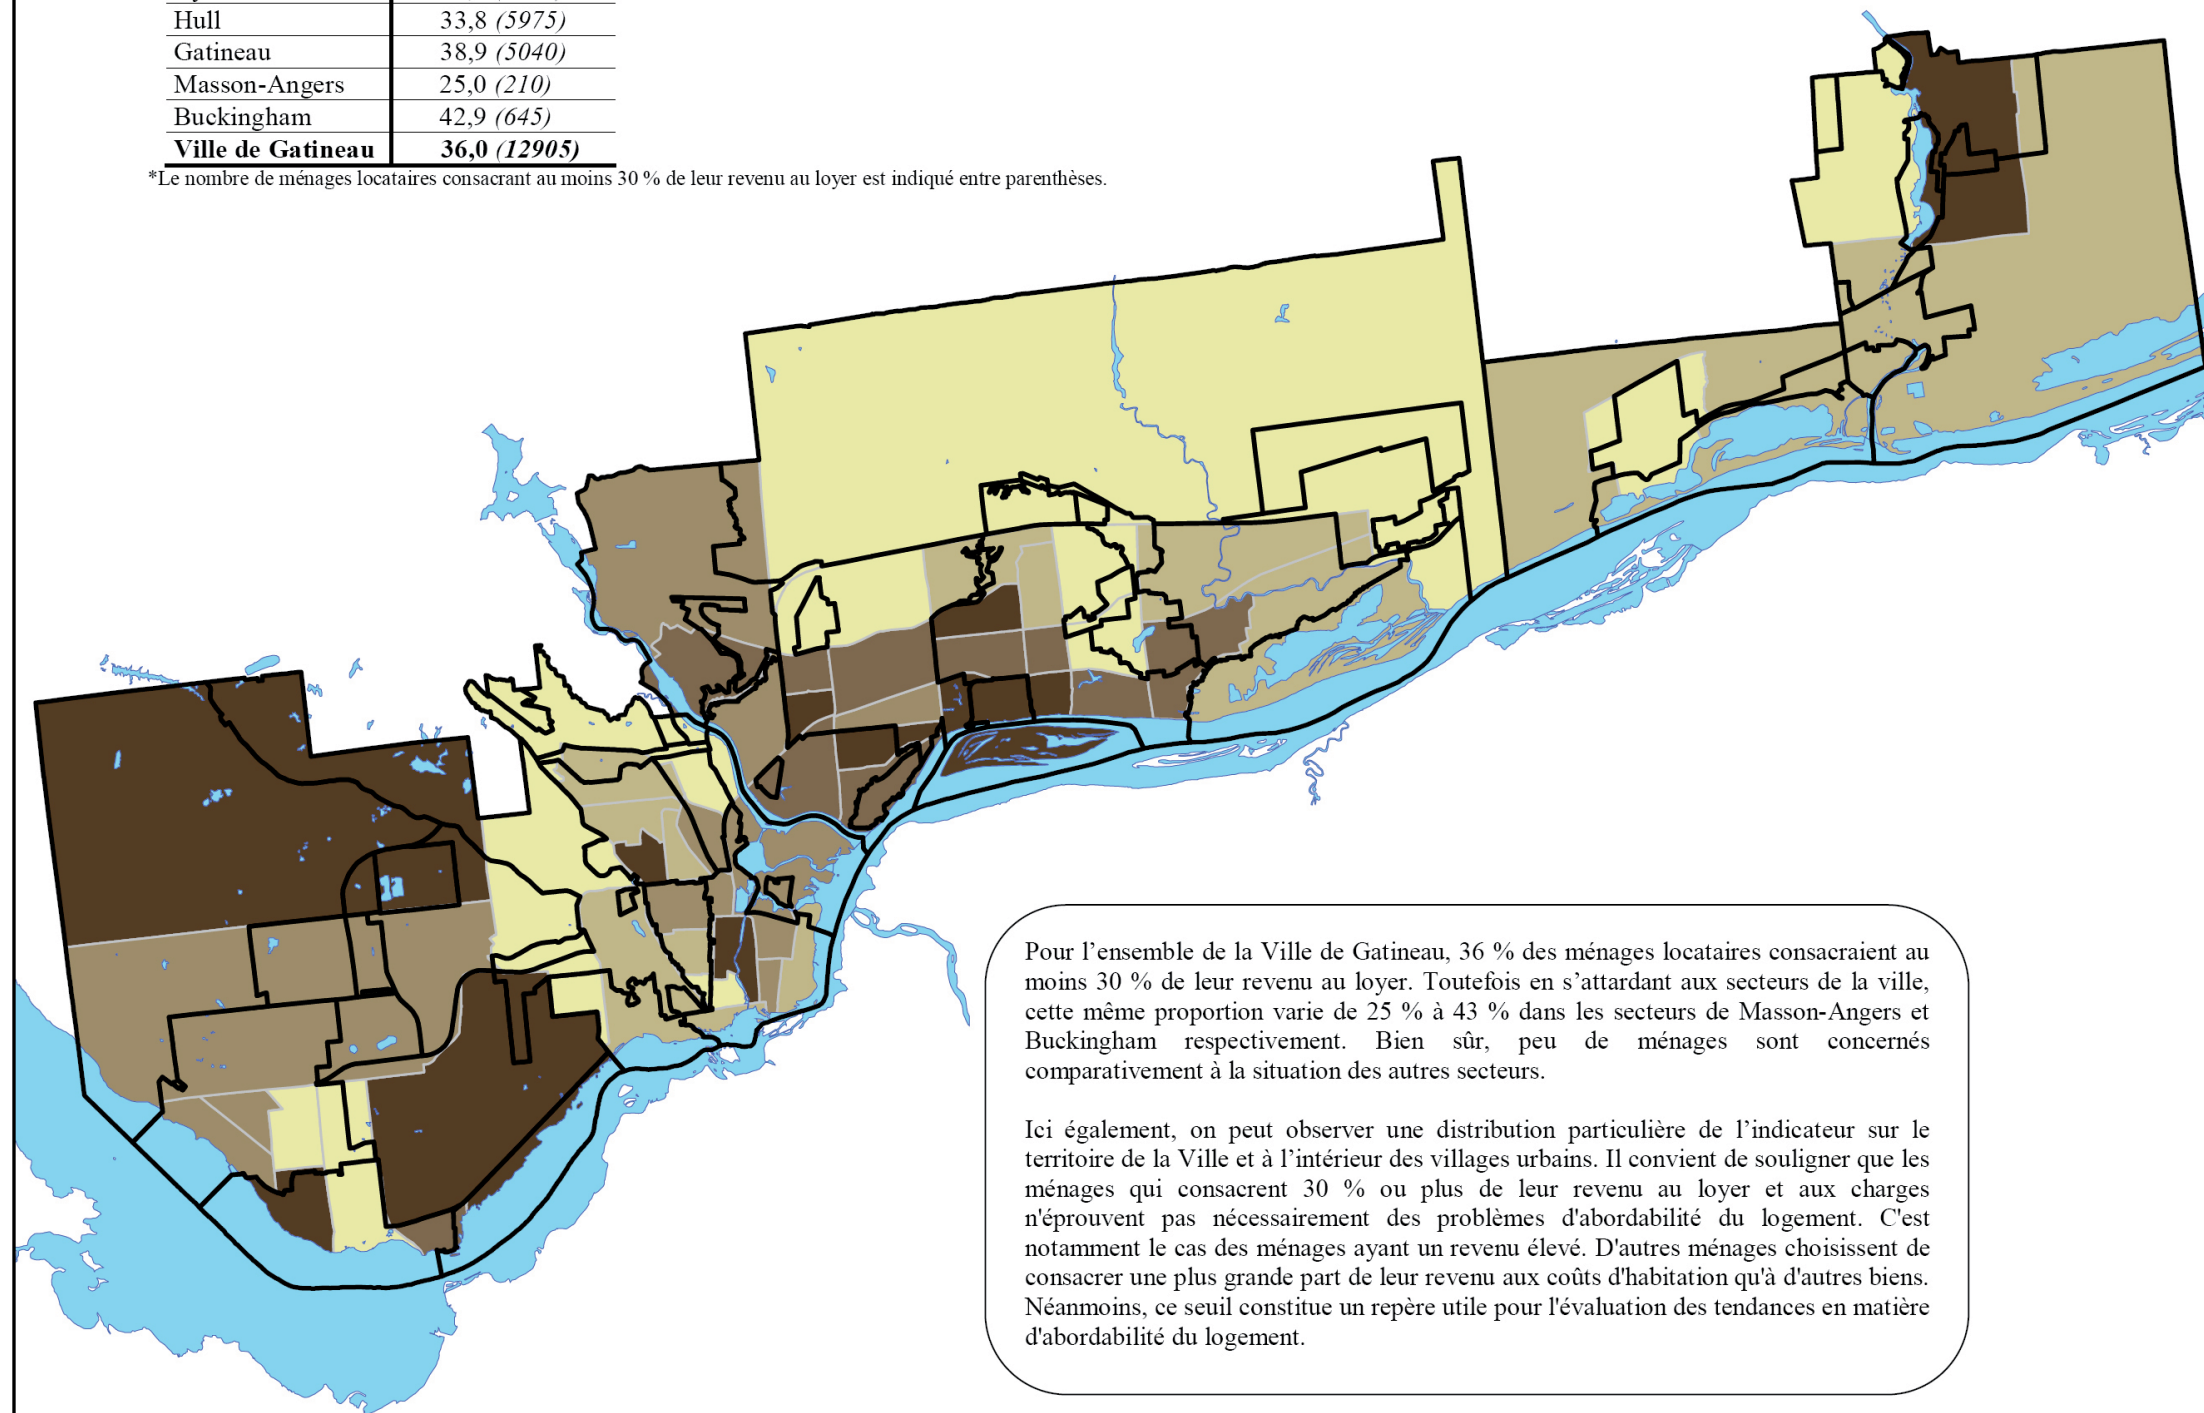 Hull 33,8 (5975)
Gatineau 38,9 (5040)
Masson-Angers 25,0 (210)
Buckingham 42,9 (645)
Ville de Gatineau 36,0 (12905)
*Le nombre de ménages locataires consacrant au moins 30 % de leur revenu au loyer est indiqué entre parenthèses.
Pour l’ensemble de la Ville de Gatineau, 36 % des ménages locataires consacraient au
moins 30 % de leur revenu au loyer. Toutefois en s’attardant aux secteurs de la ville,
cette même proportion varie de 25 % à 43 % dans les secteurs de Masson-Angers et
Buckingham respectivement. Bien sûr, peu de ménages sont concernés
comparativement à la situation des autres secteurs.
Ici également, on peut observer une distribution particulière de l’indicateur sur le
territoire de la Ville et à l’intérieur des villages urbains. Il convient de souligner que les
ménages qui consacrent 30 % ou plus de leur revenu au loyer et aux charges
n'éprouvent pas nécessairement des problèmes d'abordabilité du logement. C'est
notamment le cas des ménages ayant un revenu élevé. D'autres ménages choisissent de
consacrer une plus grande part de leur revenu aux coûts d'habitation qu'à d'autres biens.
Néanmoins, ce seuil constitue un repère utile pour l'évaluation des tendances en matière
d'abordabilité du logement.